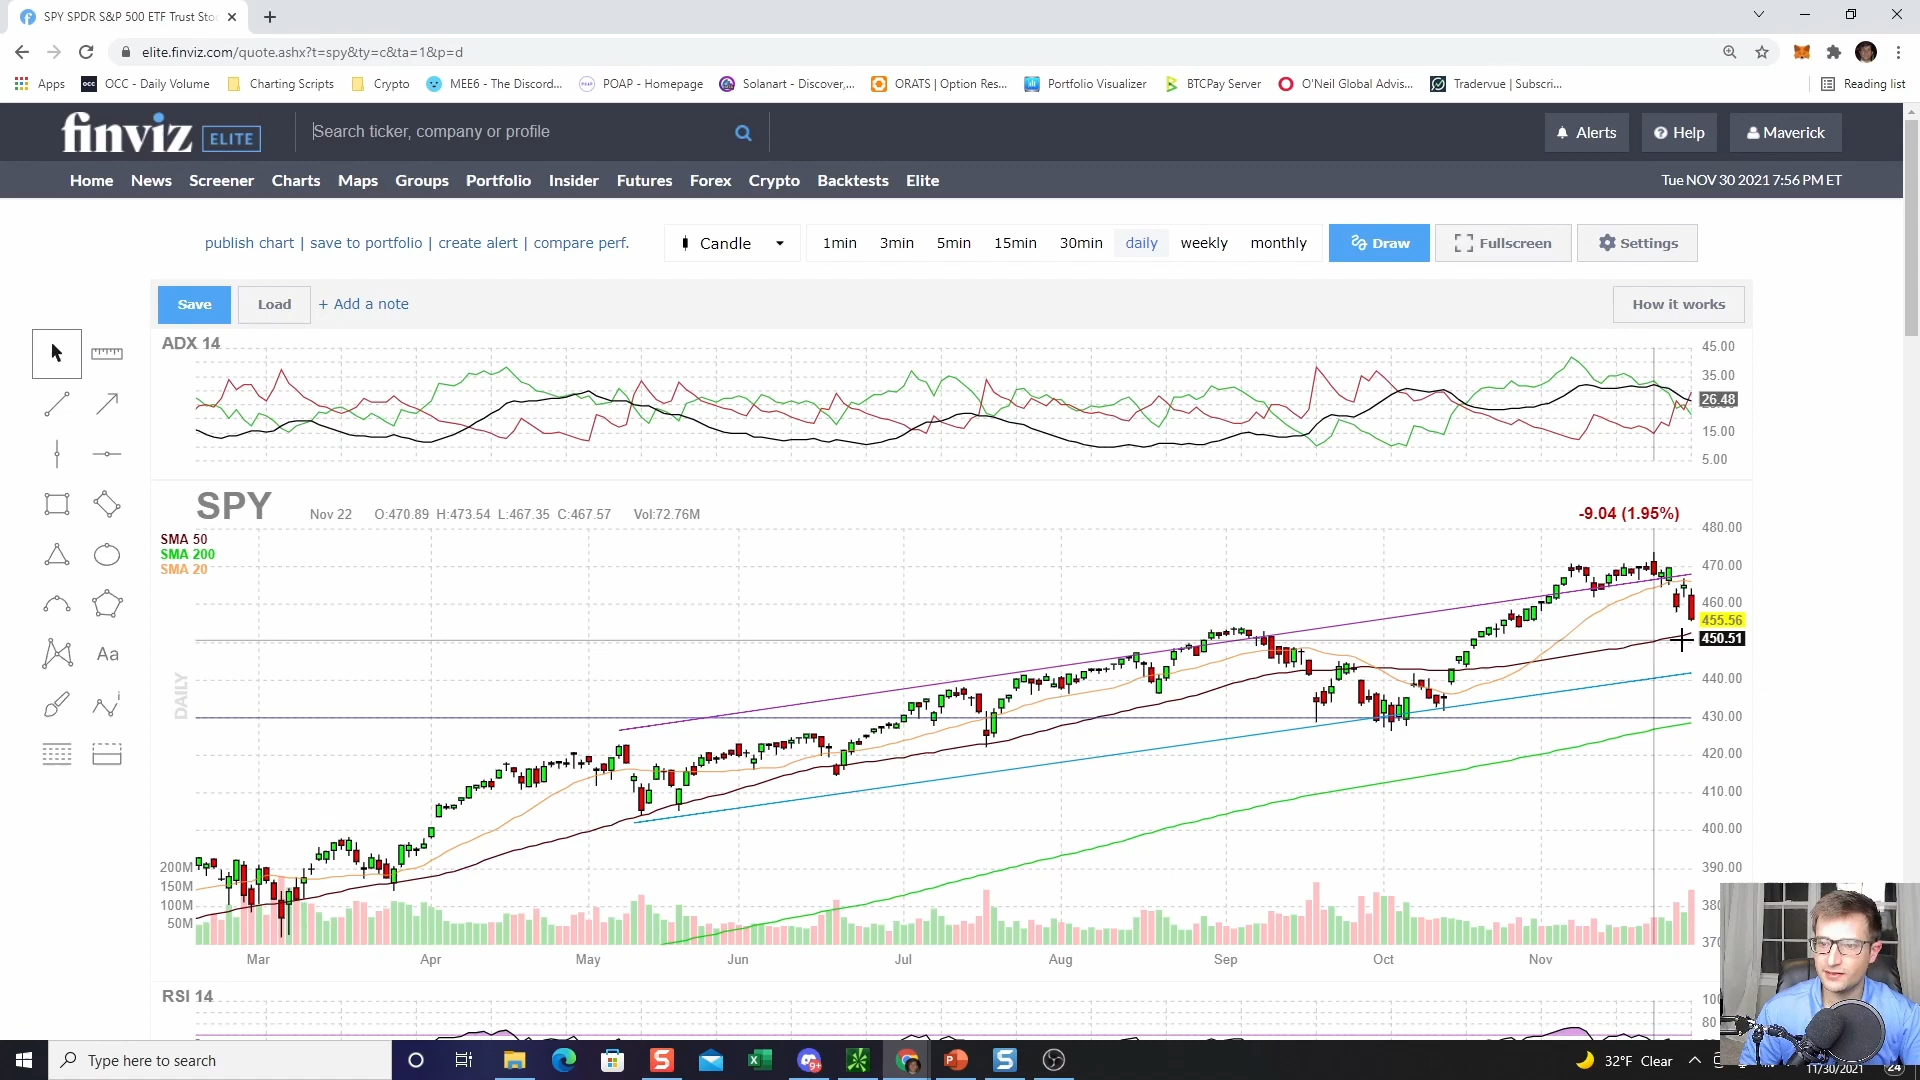 SPY SPDR S&P 500 ETF Trust Sto
elite.finviz.com/quote.ashx?t=spy&ty=c&ta=1&p=d
Apps
OCC - Daily Volume
Charting Scripts
Crypto
MEE6 - The Discord...
POAP - Homepage
Solanart - Discover,...
ORATS | Option Res...
Portfolio Visualizer
BTCPay Server
O'Neil Global Advis...
Tradervue | Subscri...
Reading list
finviz ELITE
Search ticker, company or profile
Alerts
Help
Maverick
Home News Screener Charts Maps Groups Portfolio Insider Futures Forex Crypto Backtests Elite
Tue NOV 30 2021 7:56 PM ET
publish chart | save to portfolio | create alert | compare perf.
Candle
1min 3min 5min 15min 30min daily weekly monthly
Draw
Fullscreen
Settings
Save
Load
+ Add a note
How it works
ADX 14
45.00
35.00
26.48
15.00
5.00
SPY
Nov 22 O:470.89 H:473.54 L:467.35 C:467.57 Vol:72.76M
-9.04 (1.95%)
SMA 50
SMA 200
SMA 20
480.00
470.00
460.00
455.56
450.51
440.00
430.00
420.00
410.00
400.00
390.00
DAILY
200M
150M
100M
50M
Mar Apr May Jun Jul Aug Sep Oct Nov
RSI 14
Aa
Type here to search
32°F Clear
11/30/2021
24